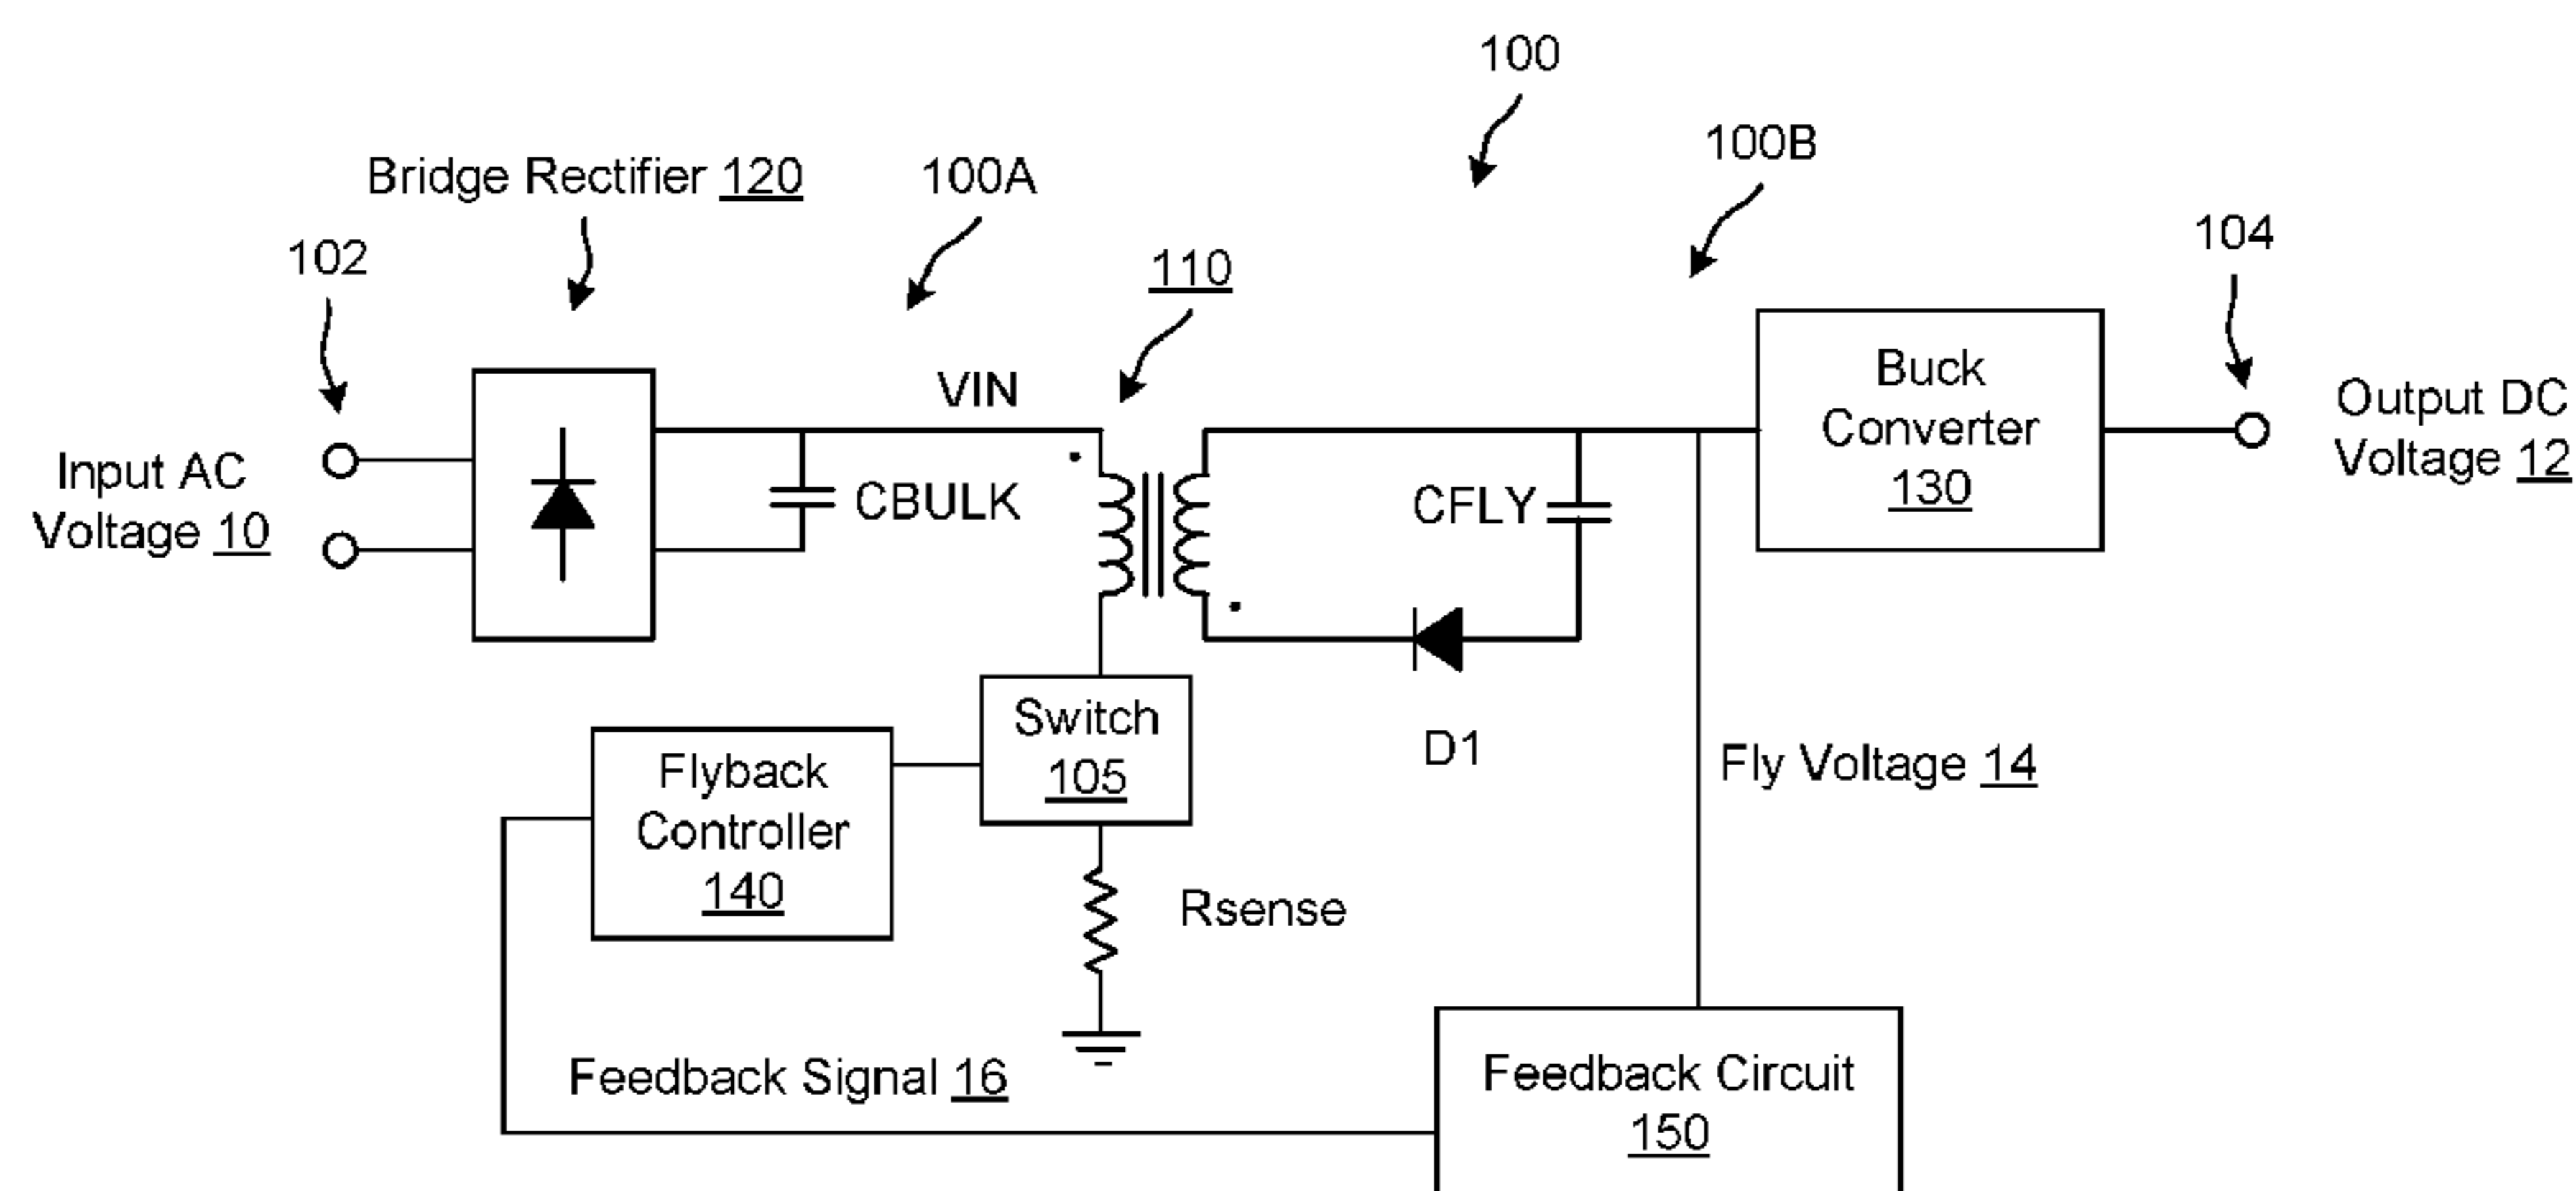 100
100B
Bridge Rectifier 120
100A
102
110
104
Input AC
Voltage 10
VIN
CBULK
CFLY
Buck
Converter
130
Output DC
Voltage 12
Switch
105
D1
Fly Voltage 14
Flyback
Controller
140
Rsense
Feedback Signal 16
Feedback Circuit
150